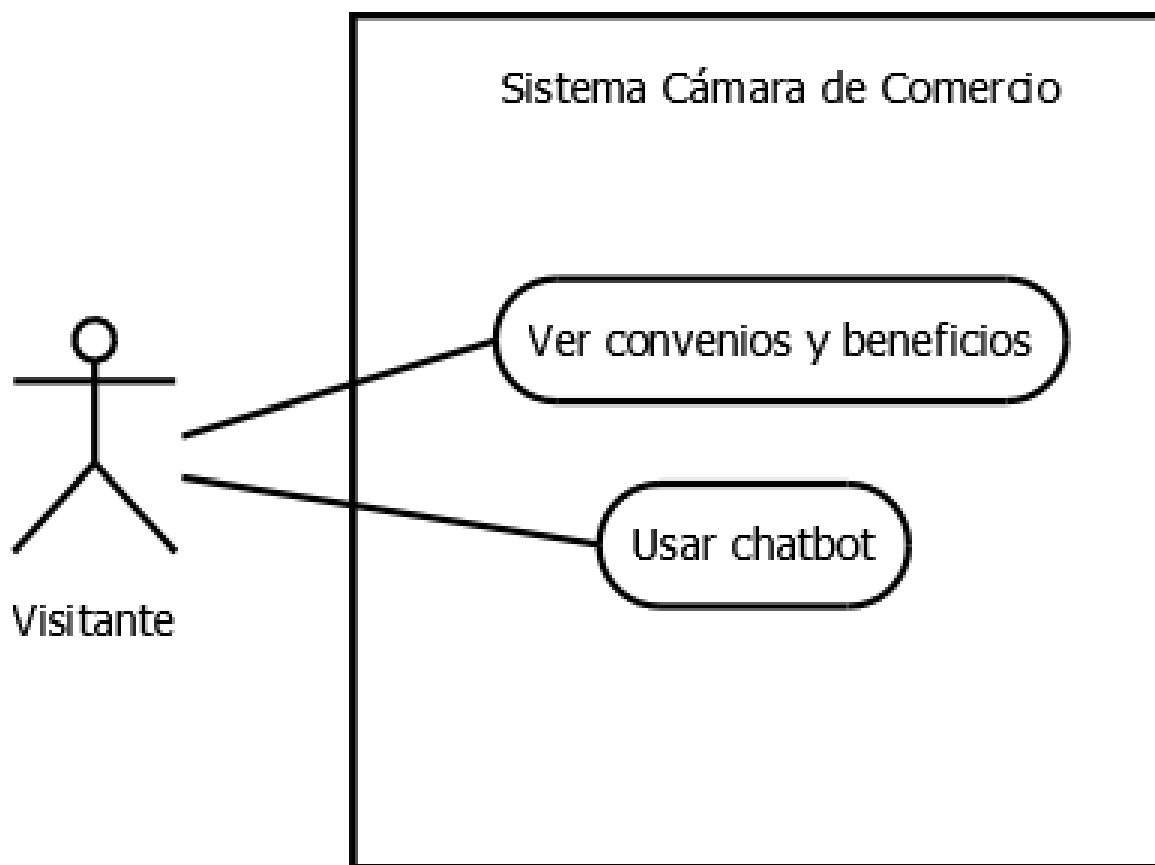 Sistema Cámara de Comercio
Ver convenios y beneficios
Usar chatbot
Visitante